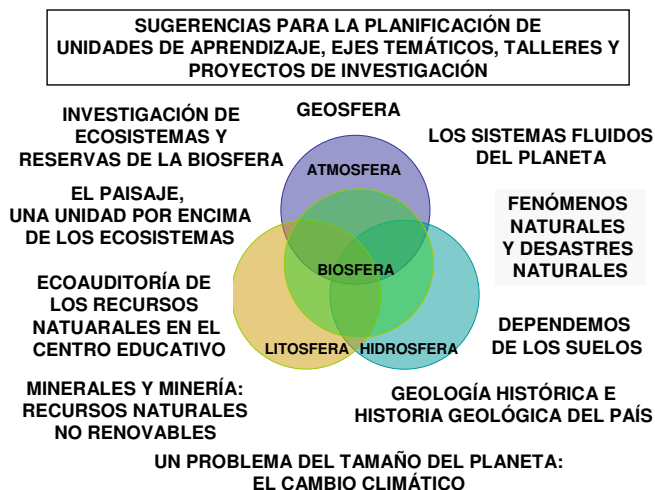 SUGERENCIAS PARA LA PLANIFICACIÓN DE
UNIDADES DE APRENDIZAJE, EJES TEMÁTICOS, TALLERES Y
PROYECTOS DE INVESTIGACIÓN
GEOSFERA
INVESTIGACIÓN DE
ECOSISTEMAS Y
RESERVAS DE LA BIOSFERA
LOS SISTEMAS FLUIDOS
DEL PLANETA
ATMOSFERA
EL PAISAJE,
UNA UNIDAD POR ENCIMA
DE LOS ECOSISTEMAS
FENÓMENOS
NATURALES
Y DESASTRES
NATURALES
BIOSFERA
ECOAUDITORÍA DE
LOS RECURSOS
NATUARALES EN EL
CENTRO EDUCATIVO
DEPENDEMOS
DE LOS SUELOS
LITOSFERA
HIDROSFERA
MINERALES Y MINERÍA:
RECURSOS NATURALES
NO RENOVABLES
GEOLOGÍA HISTÓRICA E
HISTORIA GEOLÓGICA DEL PAÍS
UN PROBLEMA DEL TAMAÑO DEL PLANETA:
EL CAMBIO CLIMÁTICO